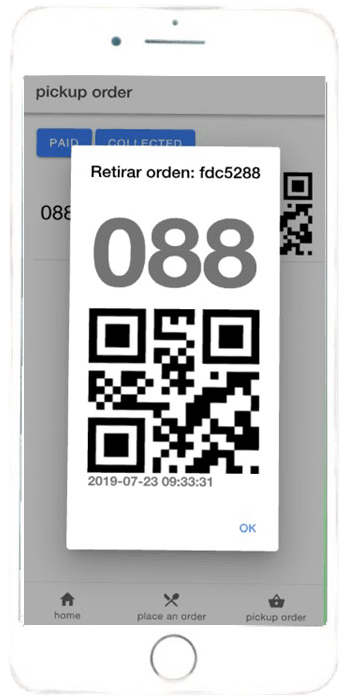 pickup order
PAID
COLLECTED
Retirar orden: fdc5288
088
088
2019-07-23 09:33:31
OK
home
place an order
pickup order